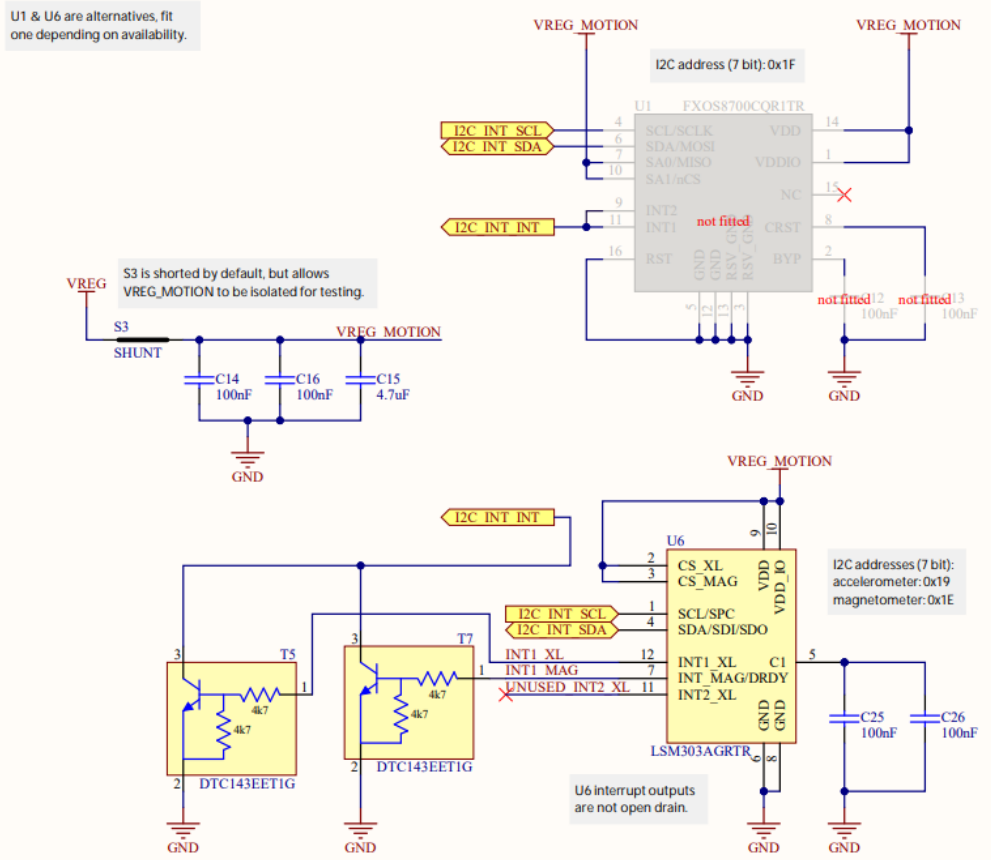 U1 & U6 are alternatives, fit
one depending on availability.
VREG_MOTION
VREG_MOTION
I2C address (7 bit): 0x1F
U1
FXOS8700CQR1TR
I2C_INT_SCL
4
SCL/SCLK
VDD
14
I2C_INT_SDA
6
SDA/MOSI
7
SA0/MISO
VDDIO
1
10
SA1/nCS
NC
15
9
INT2
I2C_INT_INT
11
INT1
not fitted
CRST
8
16
RST
GND
GND
RSV_GND
RSV_GND
BYP
2
5
12
13
3
not fitted
100nF
not fitted
100nF
GND
GND
S3 is shorted by default, but allows
VREG_MOTION to be isolated for testing.
VREG
S3
SHUNT
VREG_MOTION
C14
100nF
C16
100nF
C15
4.7uF
GND
VREG_MOTION
I2C_INT_INT
U6
9
10
2
CS_XL
VDD
VDD_IO
3
CS_MAG
I2C addresses (7 bit):
accelerometer: 0x19
magnetometer: 0x1E
I2C_INT_SCL
1
SCL/SPC
I2C_INT_SDA
4
SDA/SDI/SDO
INT1_XL
12
INT1_XL
C1
5
INT1_MAG
7
INT_MAG/DRDY
UNUSED_INT2_XL
11
INT2_XL
GND
GND
6
8
LSM303AGRTR
3
T5
1
4k7
4k7
2
DTC143EET1G
3
T7
1
4k7
4k7
2
DTC143EET1G
C25
100nF
C26
100nF
U6 interrupt outputs
are not open drain.
GND
GND
GND
GND